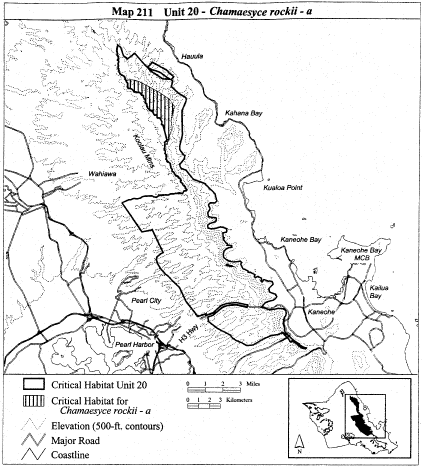 Map 211 Unit 20 - Chamaesyce rockii - a
Hauula
Kahana Bay
Koolau Mtns
Wahiawa
Kualoa Point
Kaneohe Bay
Kaneohe Bay
MCB
Kailua
Bay
Pearl City
Kaneohe
H3 Hwy
Pearl Harbor
Critical Habitat Unit 20
Critical Habitat for
Chamaesyce rockii - a
Elevation (500-ft. contours)
Major Road
Coastline
0 1 2 3 Miles
0 1 2 3 Kilometers
N